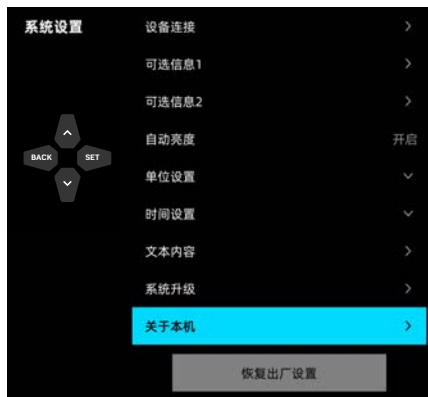 系统设置
设备连接
可选信息1
可选信息2
自动亮度 开启
单位设置
时间设置
文本内容
系统升级
关于本机
恢复出厂设置
BACK SET